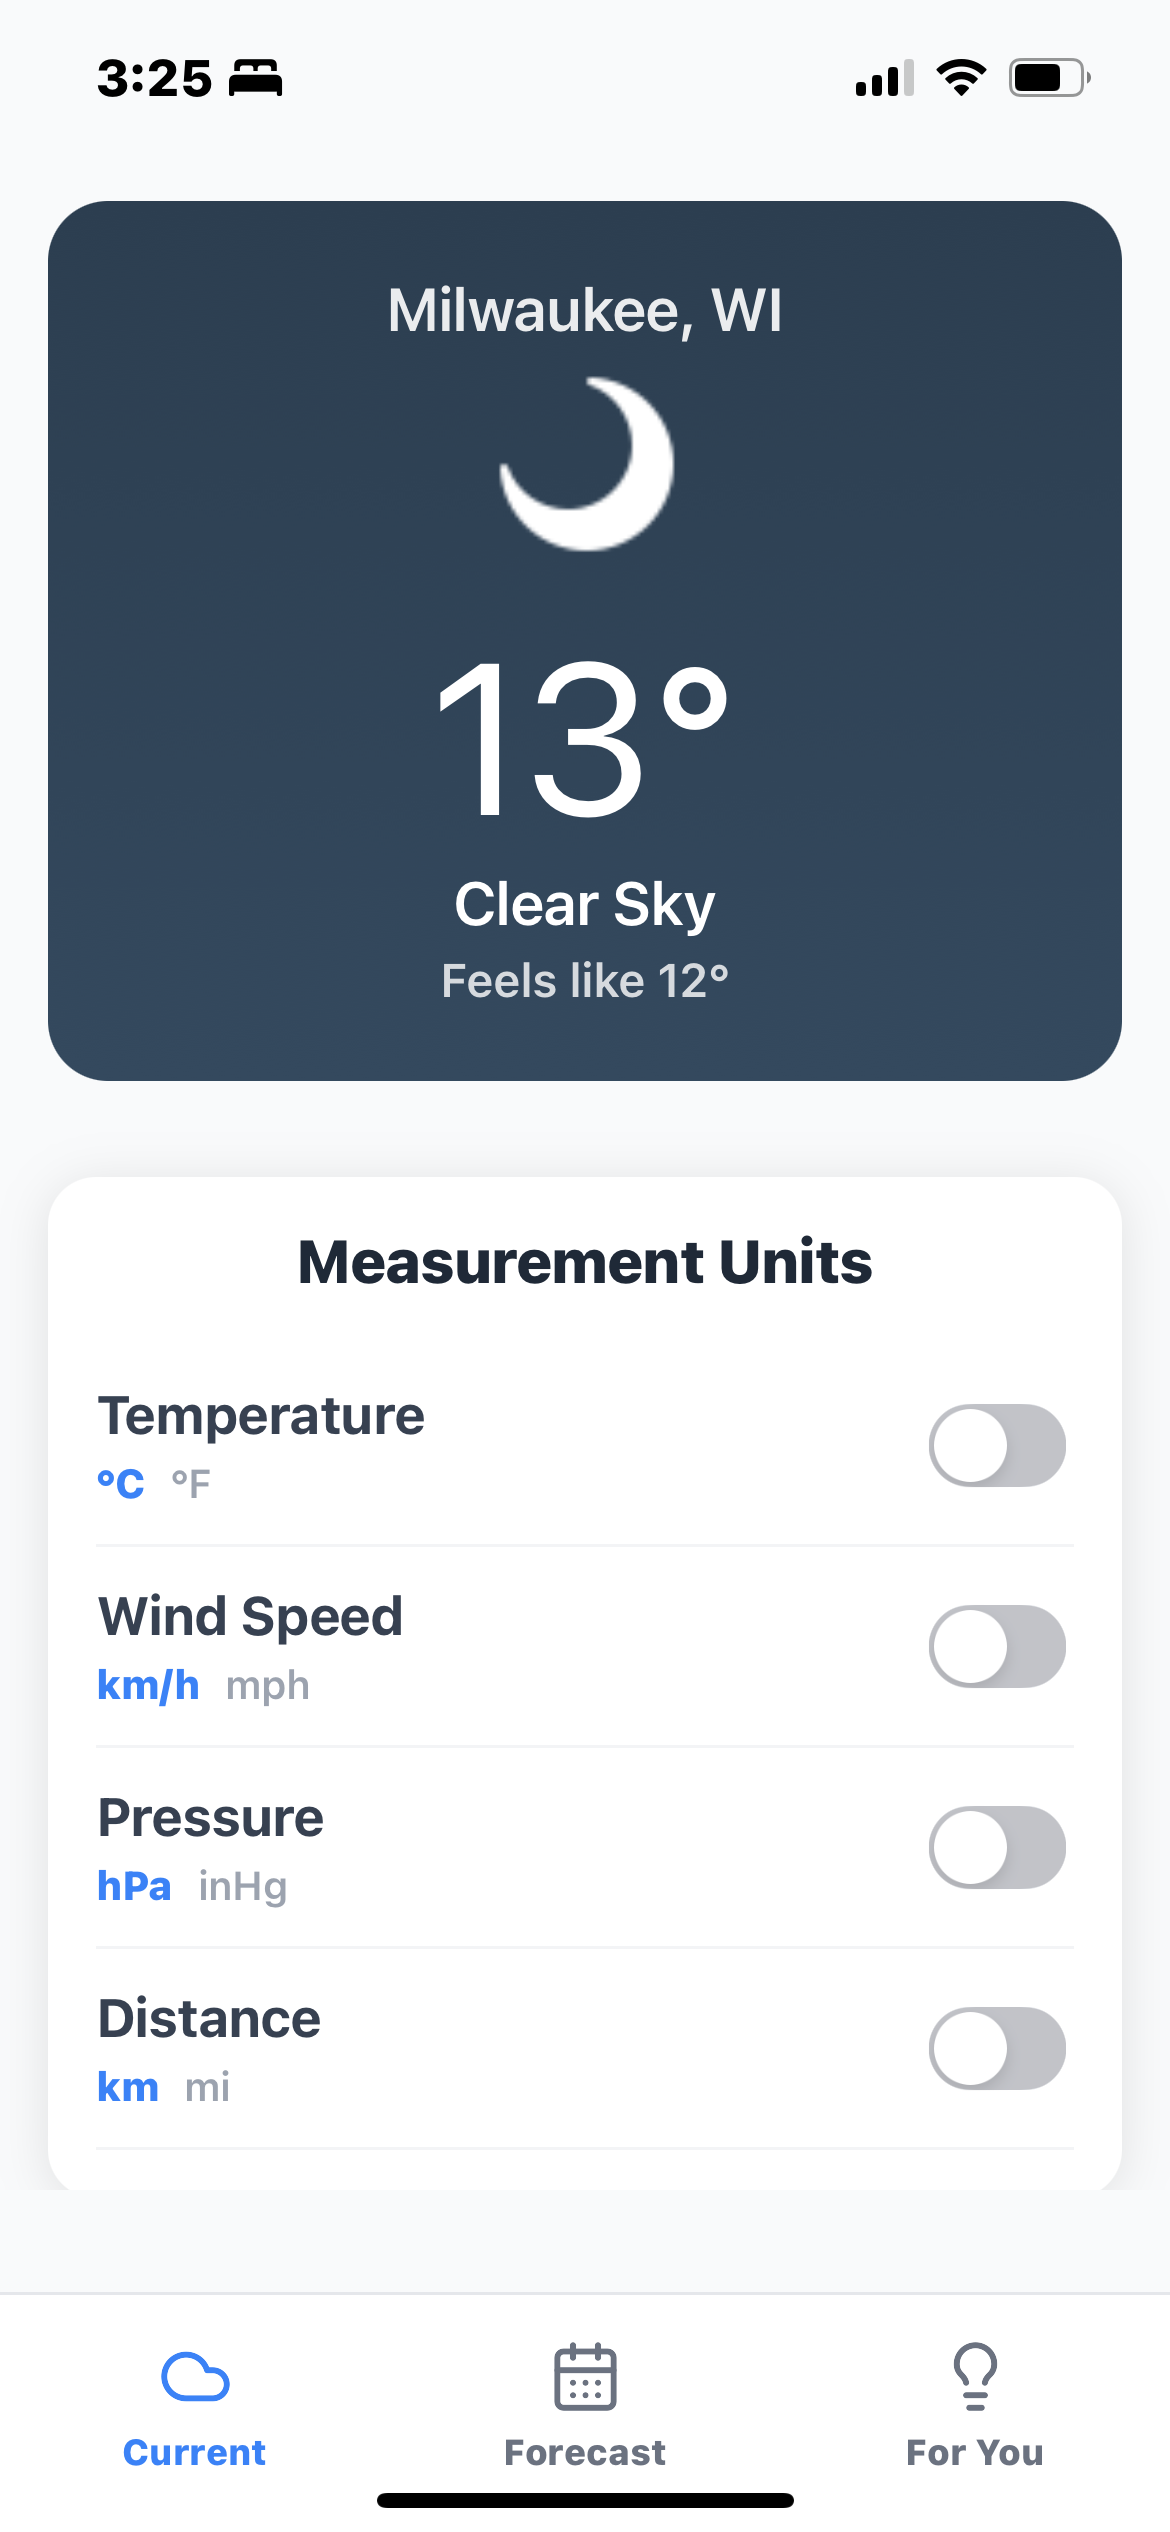 3:25
Milwaukee, WI
13°
Clear Sky
Feels like 12°
Measurement Units
Temperature
°C °F
Wind Speed
km/h mph
Pressure
hPa inHg
Distance
km mi
Current Forecast For You